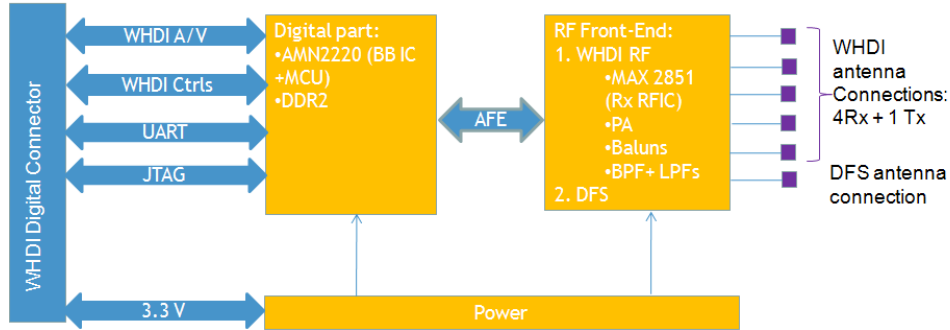 WHDI Digital Connector
WHDI A/V
WHDI Ctrls
UART
JTAG
3.3 V
Digital part:
•AMN2220 (BB IC
+MCU)
•DDR2
AFE
RF Front-End:
1. WHDI RF
•MAX 2851
(Rx RFIC)
•PA
•Baluns
•BPF+ LPFs
2. DFS
WHDI
antenna
Connections:
4Rx + 1 Tx
DFS antenna
connection
Power